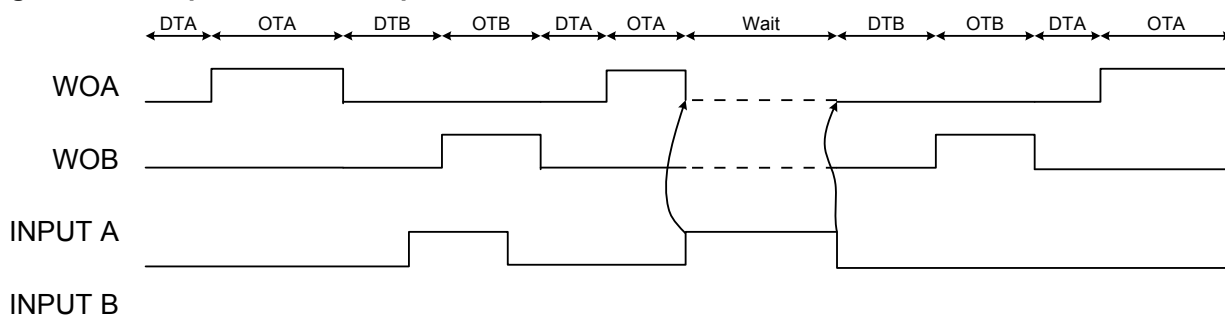 DTA OTA DTB OTB DTA OTA Wait DTB OTB DTA OTA
WOA
WOB
INPUT A
INPUT B